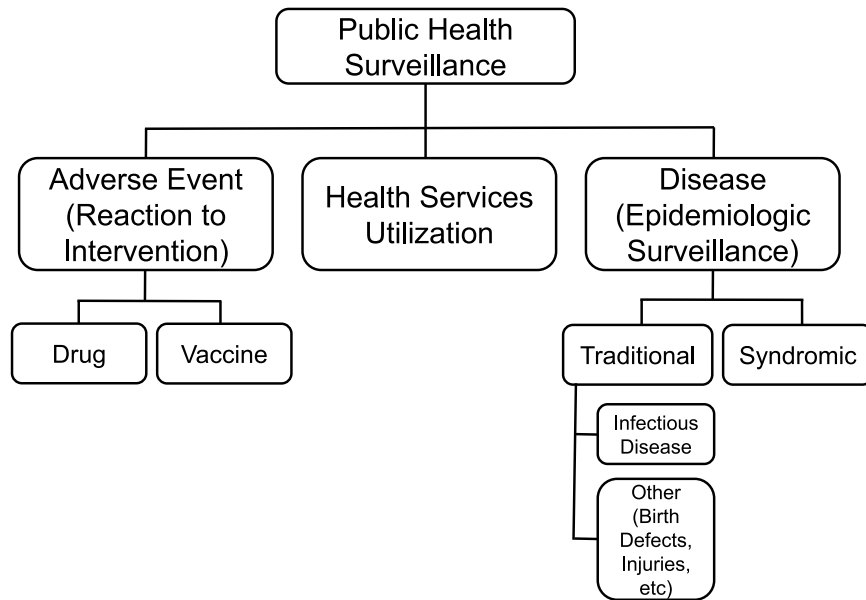 Public Health
Surveillance
Adverse Event
(Reaction to
Intervention)
Health Services
Utilization
Disease
(Epidemiologic
Surveillance)
Drug
Vaccine
Traditional
Syndromic
Infectious
Disease
Other
(Birth
Defects,
Injuries,
etc)